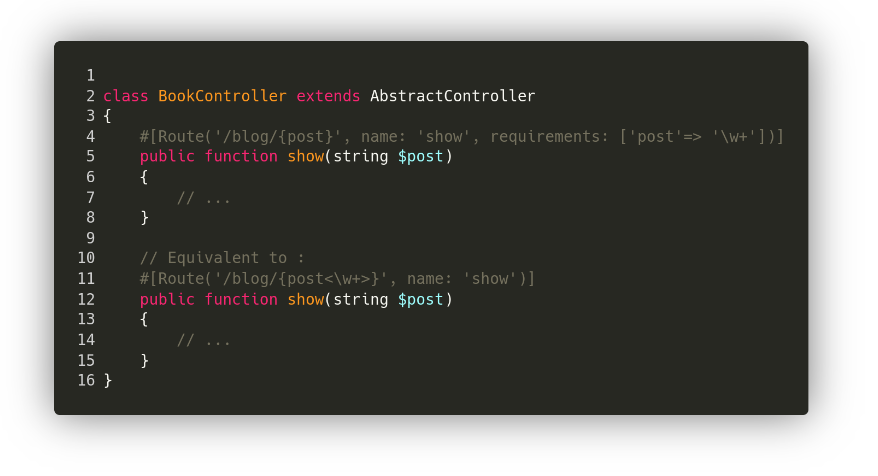 1
2 class BookController extends AbstractController
3 {
4     #[Route('/blog/{post}', name: 'show', requirements: ['post'=> '\w+'])]
5     public function show(string $post)
6     {
7         // ...
8     }
9
10     // Equivalent to :
11     #[Route('/blog/{post<\w+>}', name: 'show')]
12     public function show(string $post)
13     {
14         // ...
15     }
16 }